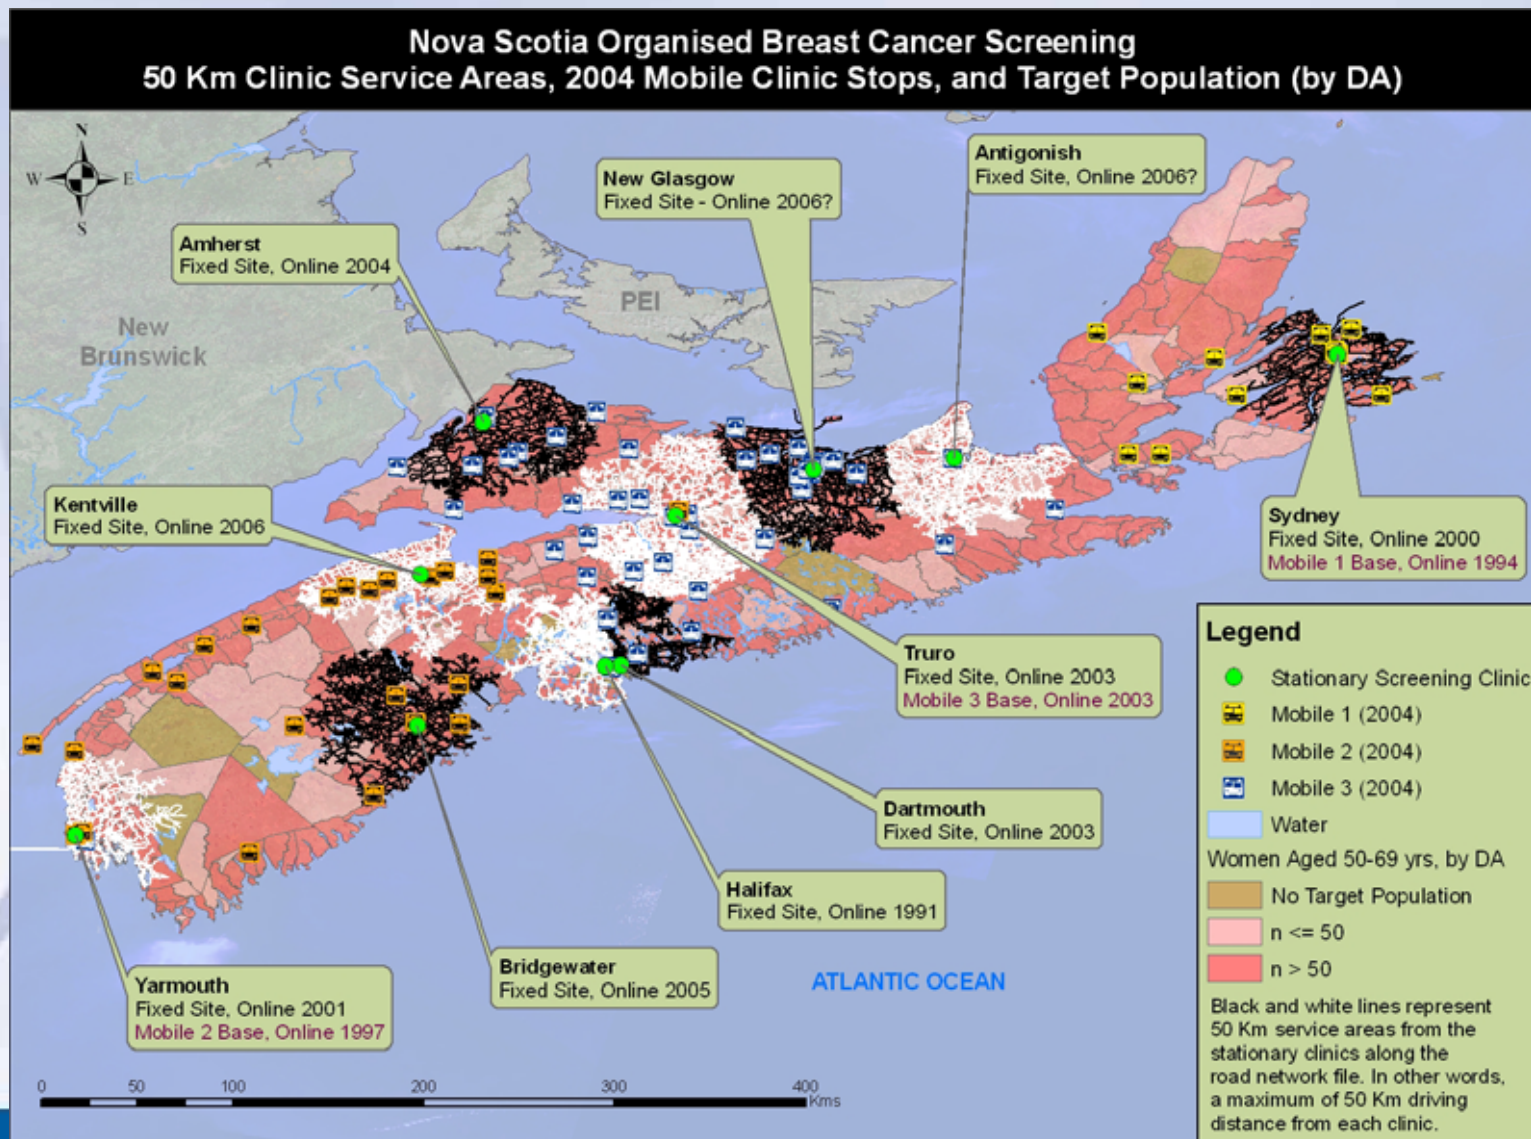 Nova Scotia Organised Breast Cancer Screening
50 Km Clinic Service Areas, 2004 Mobile Clinic Stops, and Target Population (by DA)
N
W
E
S
Antigonish
Fixed Site, Online 2006?
New Glasgow
Fixed Site - Online 2006?
Amherst
Fixed Site, Online 2004
PEI
New
Brunswick
Kentville
Fixed Site, Online 2006
Sydney
Fixed Site, Online 2000
Mobile 1 Base, Online 1994
Truro
Fixed Site, Online 2003
Mobile 3 Base, Online 2003
Dartmouth
Fixed Site, Online 2003
Halifax
Fixed Site, Online 1991
Bridgewater
Fixed Site, Online 2005
Yarmouth
Fixed Site, Online 2001
Mobile 2 Base, Online 1997
ATLANTIC OCEAN
0 50 100 200 300 400
Kms
Legend
Stationary Screening Clinic
Mobile 1 (2004)
Mobile 2 (2004)
Mobile 3 (2004)
Water
Women Aged 50-69 yrs, by DA
No Target Population
n <= 50
n > 50
Black and white lines represent
50 Km service areas from the
stationary clinics along the
road network file. In other words,
a maximum of 50 Km driving
distance from each clinic.